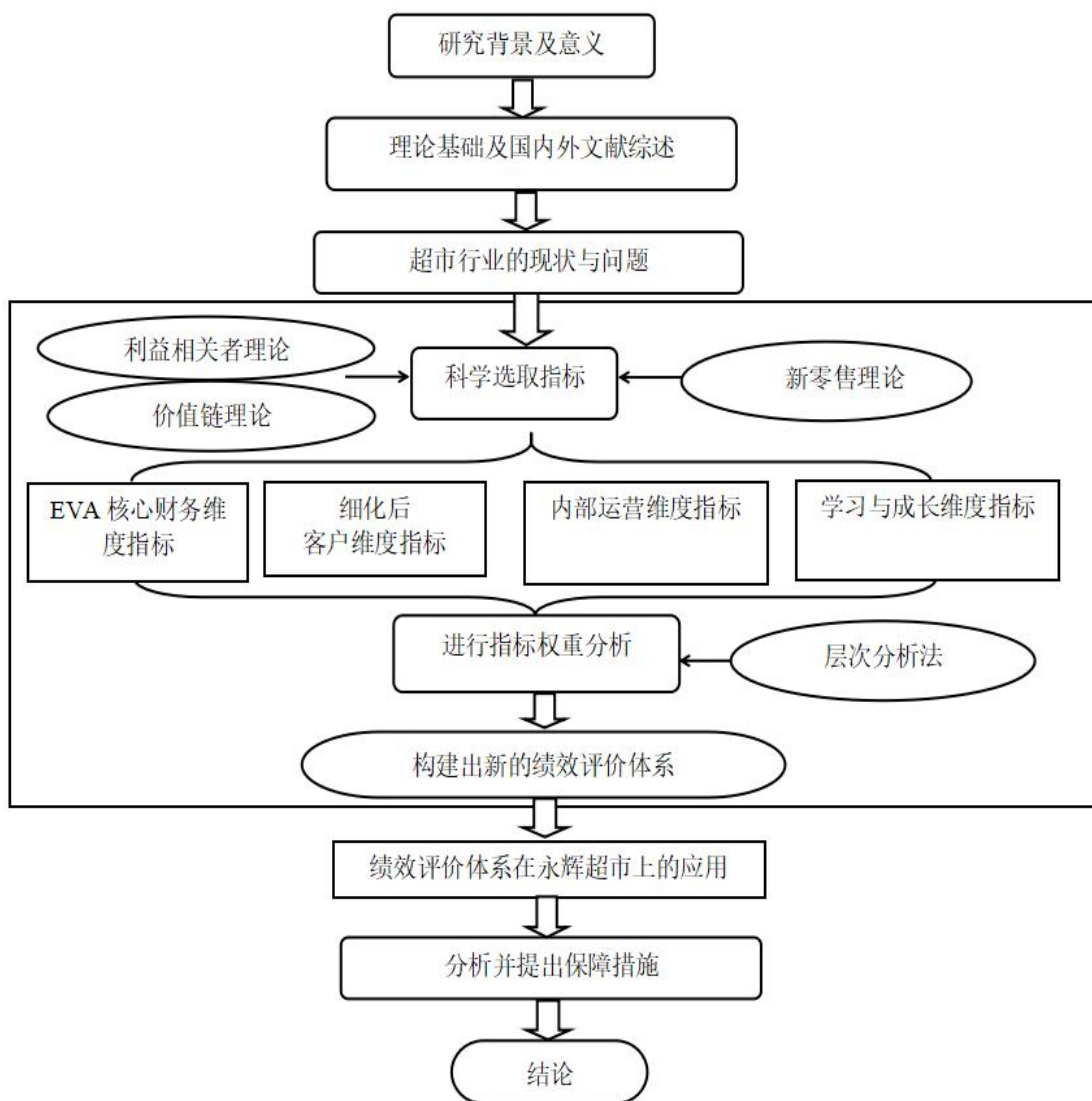 研究背景及意义
理论基础及国内外文献综述
超市行业的现状与问题
利益相关者理论
价值链理论
科学选取指标
新零售理论
EVA 核心财务维
度指标
细化后
客户维度指标
内部运营维度指标
学习与成长维度指标
进行指标权重分析
层次分析法
构建出新的绩效评价体系
绩效评价体系在永辉超市上的应用
分析并提出保障措施
结论